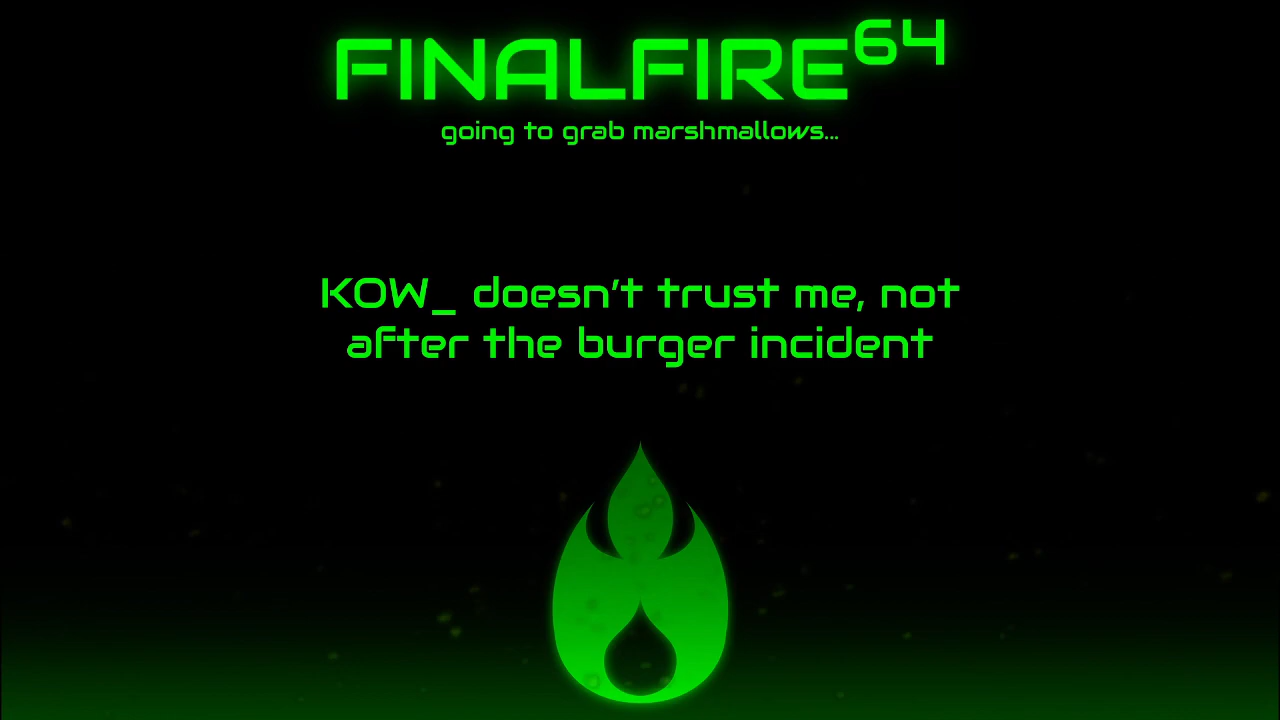 FINALFIRE64
going to grab marshmallows...
KOW_ doesn't trust me, not
after the burger incident